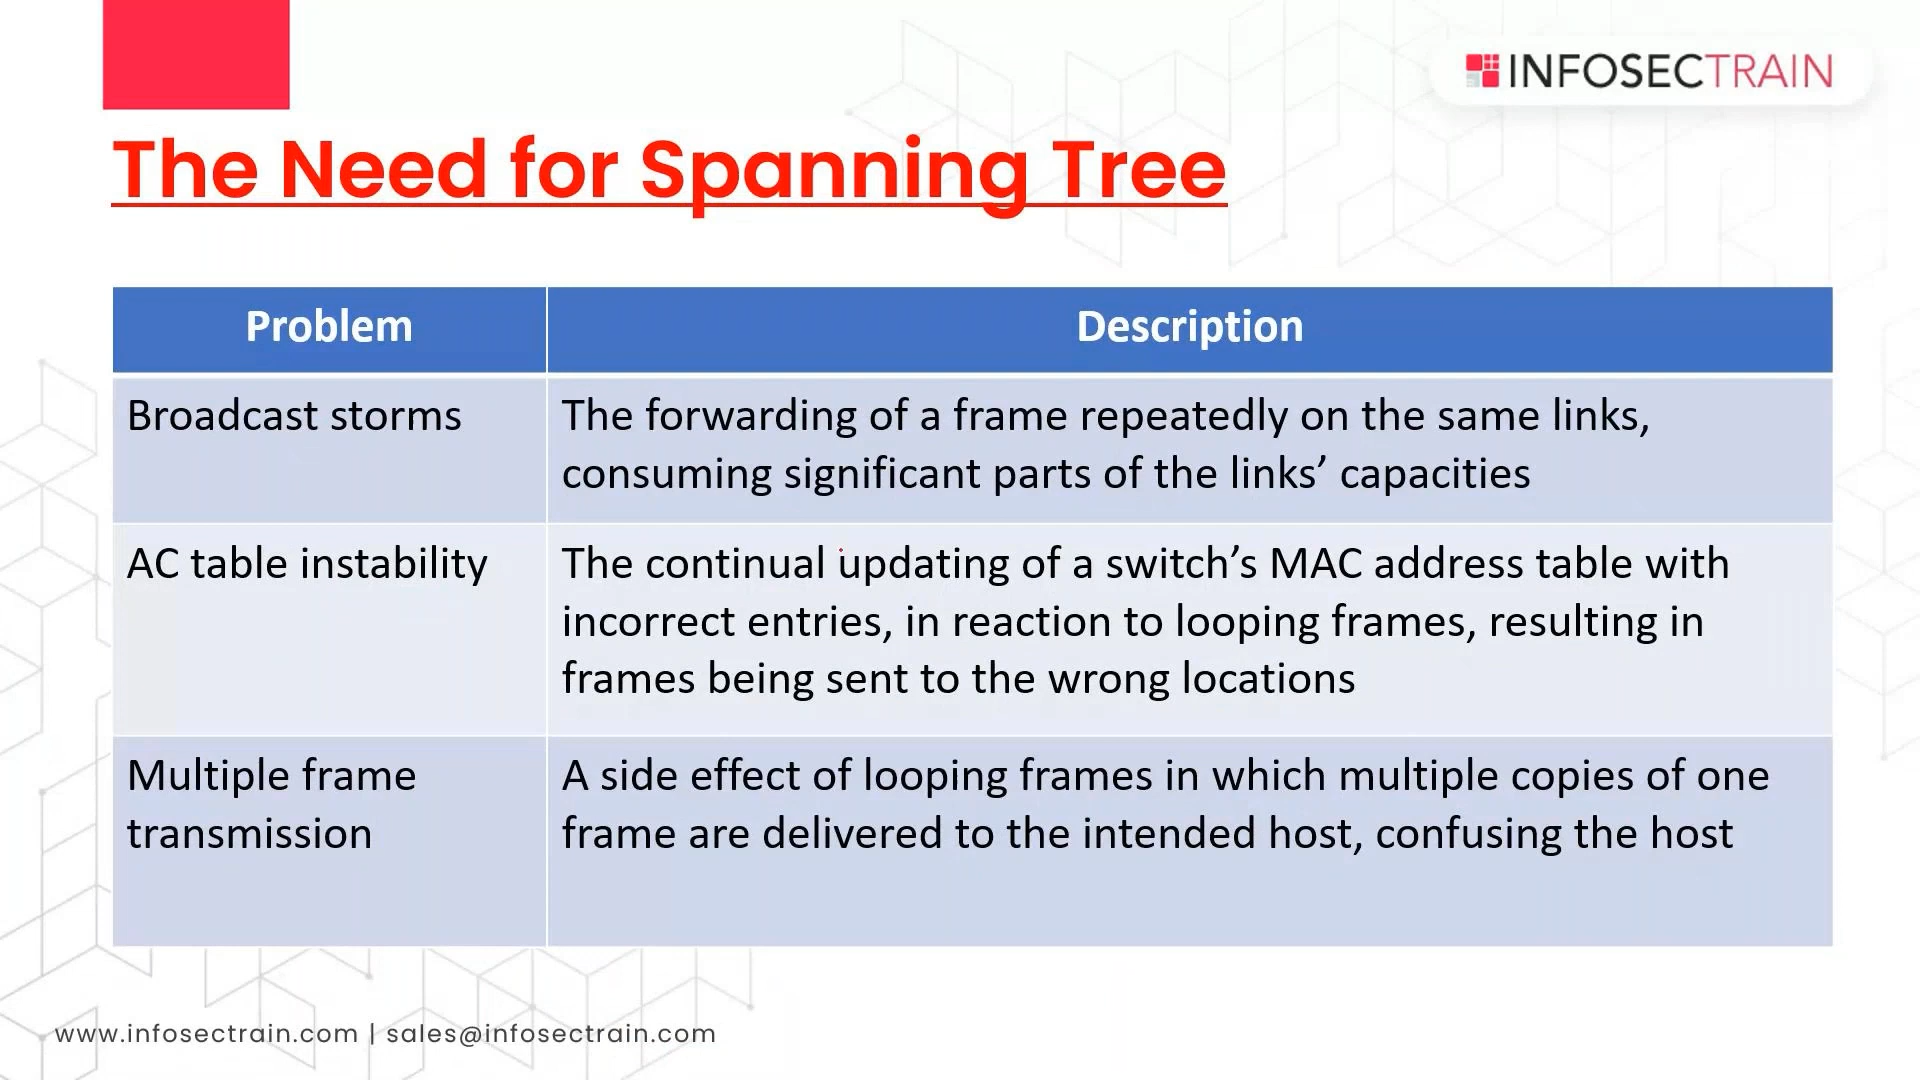 INFOSECTRAIN
The Need for Spanning Tree
Problem
Description
Broadcast storms
The forwarding of a frame repeatedly on the same links,
consuming significant parts of the links’ capacities
AC table instability
The continual updating of a switch’s MAC address table with
incorrect entries, in reaction to looping frames, resulting in
frames being sent to the wrong locations
Multiple frame
transmission
A side effect of looping frames in which multiple copies of one
frame are delivered to the intended host, confusing the host
www.infosectrain.com | sales@infosectrain.com